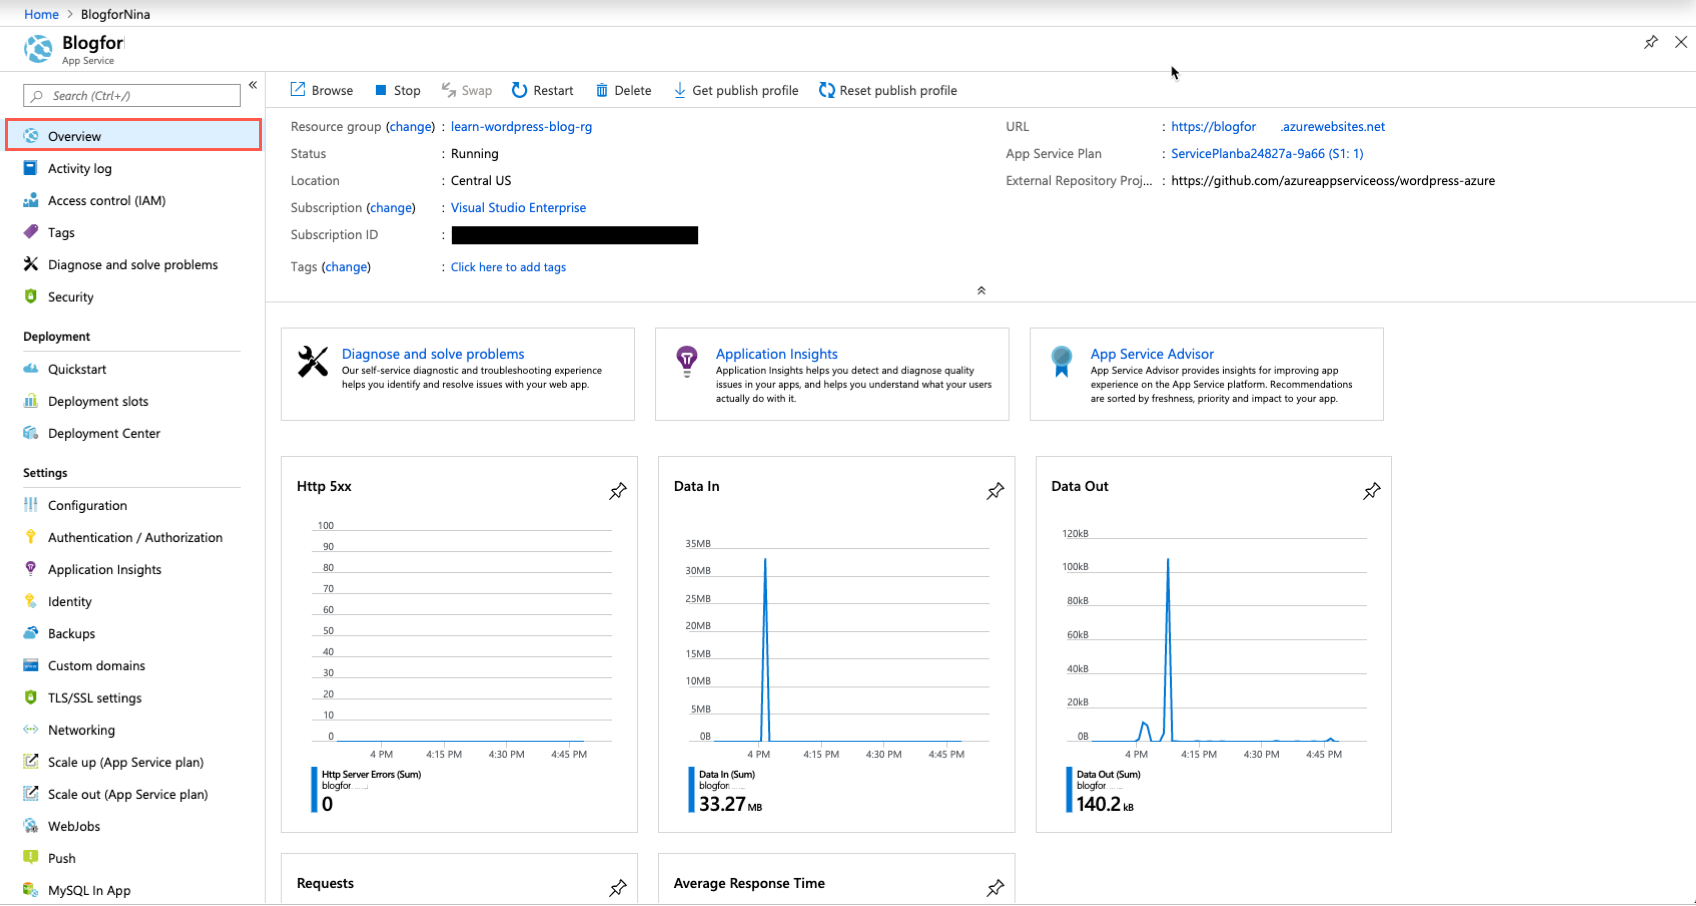 Home > BlogforNina
Blogfor
App Service
Search (Ctrl+/)
«
Overview
Activity log
Access control (IAM)
Tags
Diagnose and solve problems
Security
Deployment
Quickstart
Deployment slots
Deployment Center
Settings
Configuration
Authentication / Authorization
Application Insights
Identity
Backups
Custom domains
TLS/SSL settings
Networking
Scale up (App Service plan)
Scale out (App Service plan)
WebJobs
Push
MySQL In App
Browse Stop Swap Restart Delete Get publish profile Reset publish profile
Resource group (change) : learn-wordpress-blog-rg
Status : Running
Location : Central US
Subscription (change) : Visual Studio Enterprise
Subscription ID :
Tags (change) : Click here to add tags
URL : https://blogfor .azurewebsites.net
App Service Plan : ServicePlanba24827a-9a66 (S1: 1)
External Repository Proj... : https://github.com/azureappserviceoss/wordpress-azure
Diagnose and solve problems
Our self-service diagnostic and troubleshooting experience
helps you identify and resolve issues with your web app.
Application Insights
Application Insights helps you detect and diagnose quality
issues in your apps, and helps you understand what your users
actually do with it.
App Service Advisor
App Service Advisor provides insights for improving app
experience on the App Service platform. Recommendations
are sorted by freshness, priority and impact to your app.
Http 5xx
100
90
80
70
60
50
40
30
20
10
0
4 PM 4:15 PM 4:30 PM 4:45 PM
Http Server Errors (Sum)
blogfor
0
Data In
35MB
30MB
25MB
20MB
15MB
10MB
5MB
0B
4 PM 4:15 PM 4:30 PM 4:45 PM
Data In (Sum)
blogfor
33.27 MB
Data Out
120kB
100kB
80kB
60kB
40kB
20kB
0B
4 PM 4:15 PM 4:30 PM 4:45 PM
Data Out (Sum)
blogfor
140.2 kB
Requests
Average Response Time